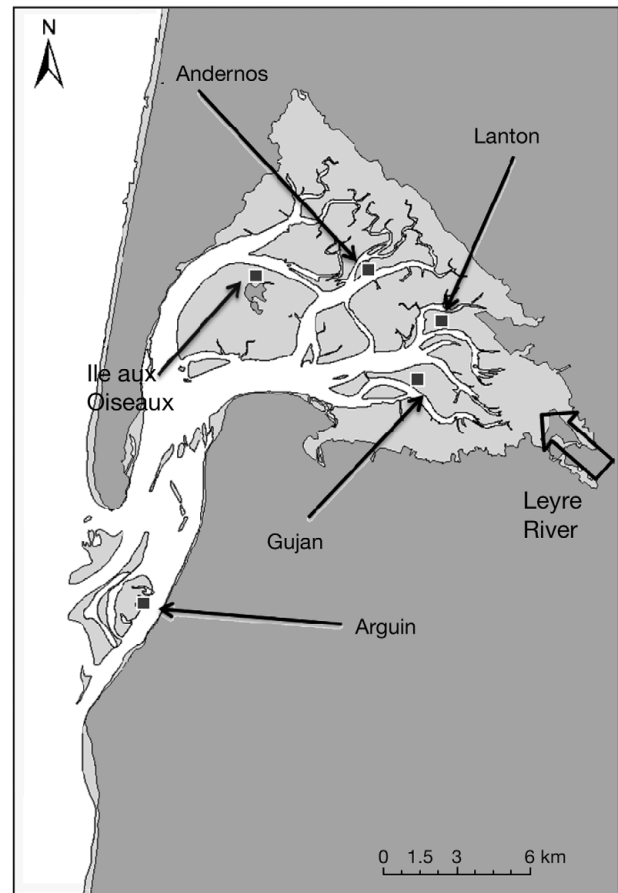 N
Andernos
Lanton
Ile aux
Oiseaux
Leyre
River
Gujan
Arguin
0 1.5 3 6 km